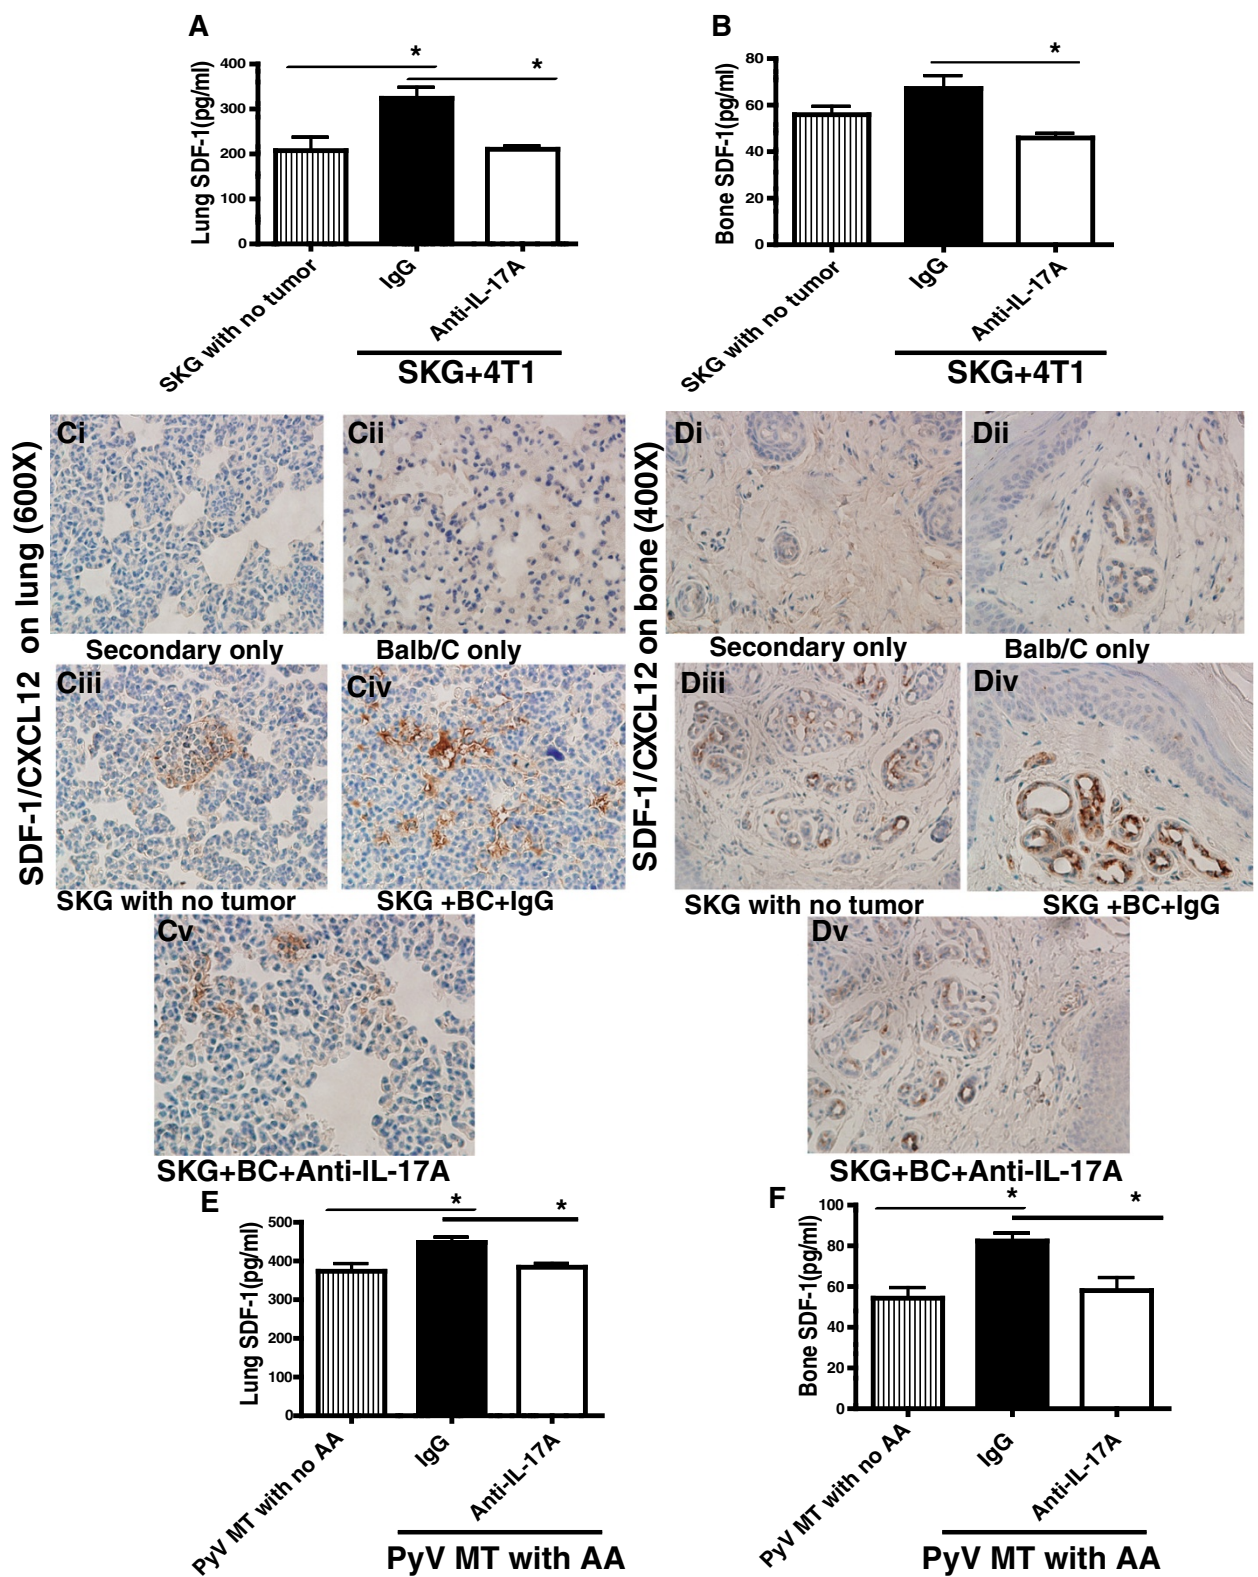 A
B
*
*
*
Lung SDF-1(pg/ml)
400
300
200
100
0
Bone SDF-1(pg/ml)
80
60
40
20
0
SKG with no tumor
IgG
Anti-IL-17A
SKG+4T1
SKG with no tumor
IgG
Anti-IL-17A
SKG+4T1
SDF-1/CXCL12 on lung (600X)
Ci
Cii
Secondary only
Balb/C only
Ciii
Civ
SKG with no tumor
SKG +BC+IgG
Cv
SKG+BC+Anti-IL-17A
SDF-1/CXCL12 on bone (400X)
Di
Dii
Secondary only
Balb/C only
Diii
Div
SKG with no tumor
SKG +BC+IgG
Dv
SKG+BC+Anti-IL-17A
E
*
*
Lung SDF-1(pg/ml)
500
400
300
200
100
0
PyV MT with no AA
IgG
Anti-IL-17A
PyV MT with AA
F
*
*
Bone SDF-1(pg/ml)
100
80
60
40
20
0
PyV MT with no AA
IgG
Anti-IL-17A
PyV MT with AA